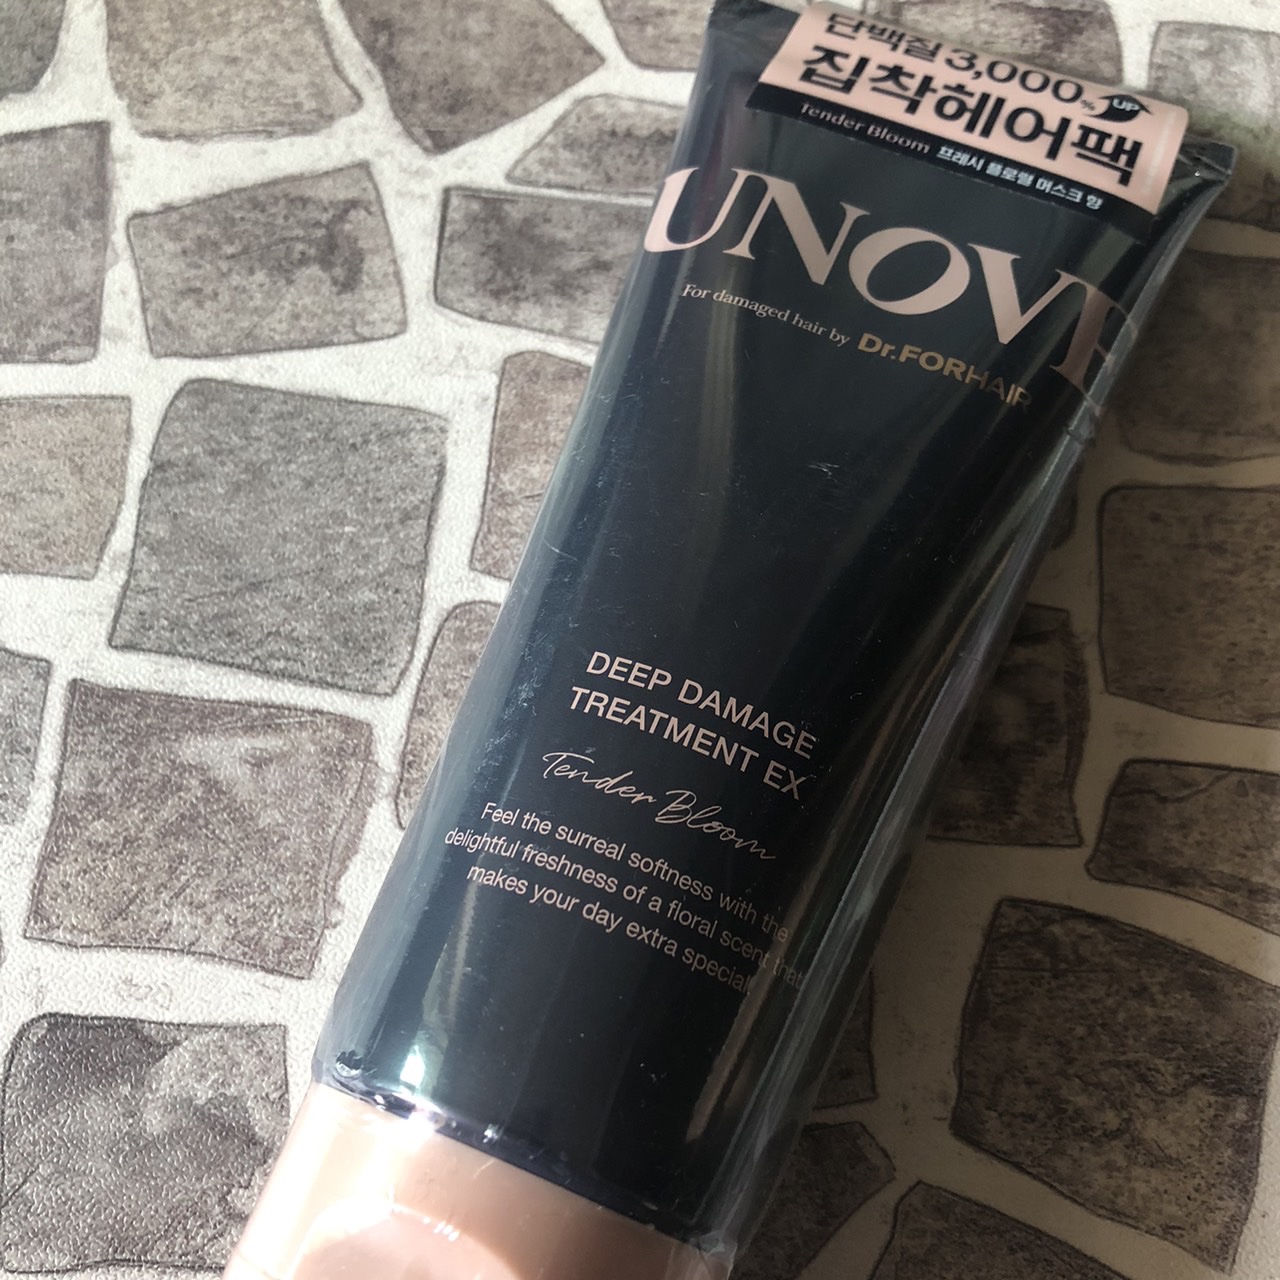 단백질 3,000% UP
집착헤어팩
Tender Bloom 프레시 플로럴 머스크 향
UNOVE
For damaged hair by Dr.FORHAIR
DEEP DAMAGE
TREATMENT EX
Tender Bloom
Feel the surreal softness with the
delightful freshness of a floral scent that
makes your day extra special.